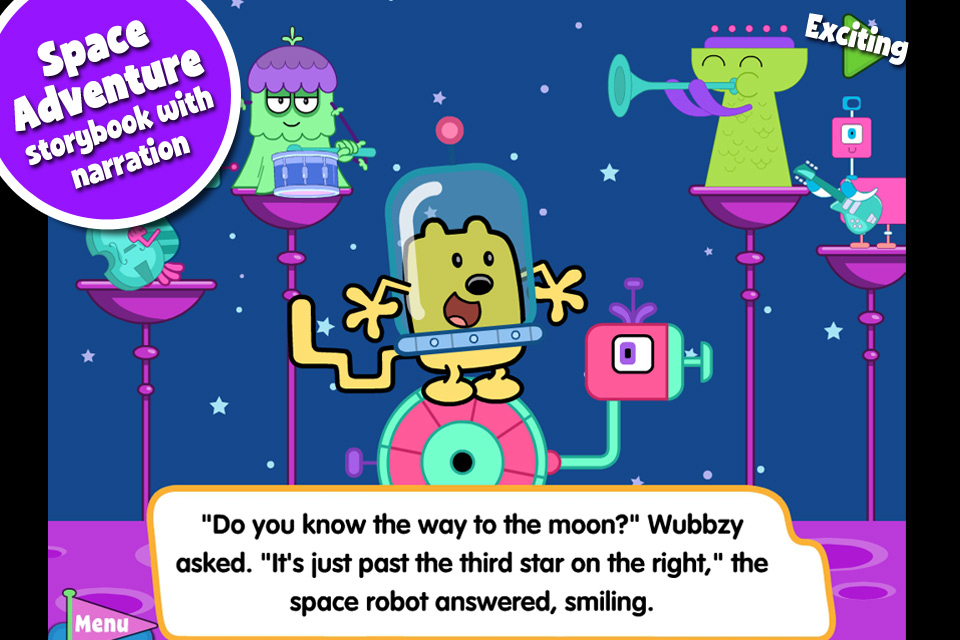 Space
Adventure
storybook with
narration
Exciting
"Do you know the way to the moon?" Wubbzy
asked. "It's just past the third star on the right," the
space robot answered, smiling.
Menu